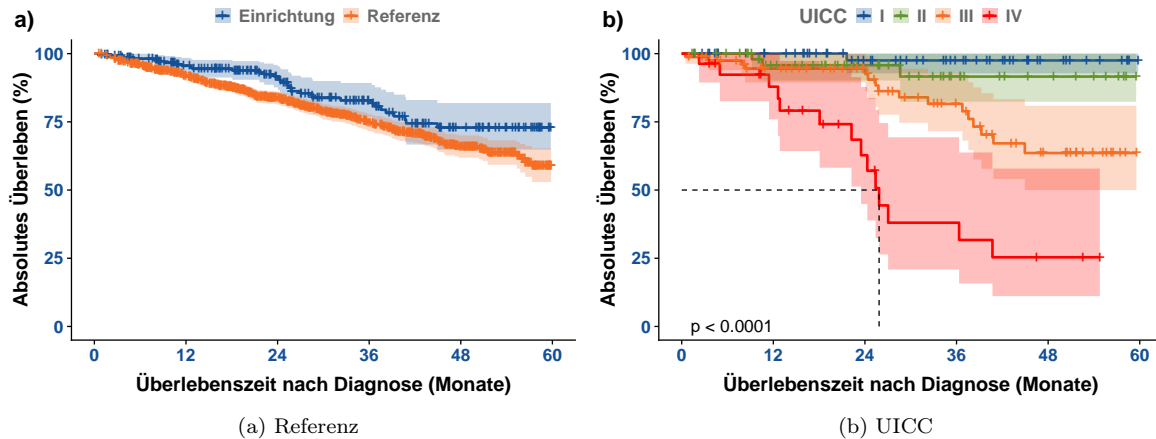 a)
Einrichtung Referenz
100
75
50
25
0
0 12 24 36 48 60
Absolutes Überleben (%)
Überlebenszeit nach Diagnose (Monate)
(a) Referenz
b)
UICC I II III IV
100
75
50
25
0
p < 0.0001
0 12 24 36 48 60
Absolutes Überleben (%)
Überlebenszeit nach Diagnose (Monate)
(b) UICC